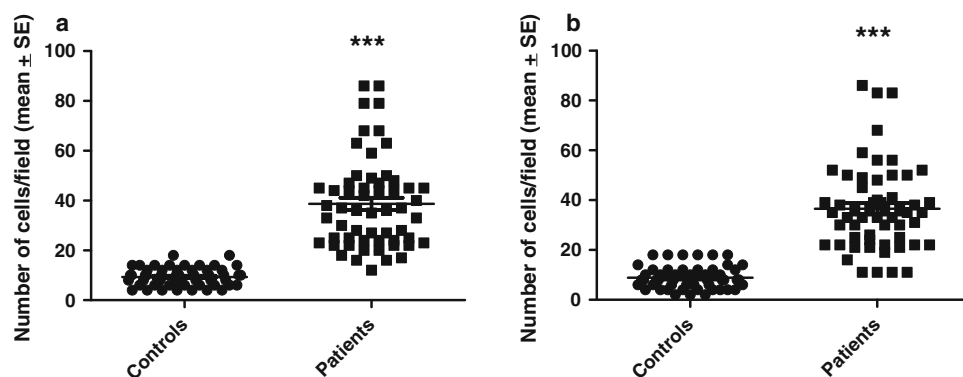 a
***
Number of cells/field (mean ± SE)
100
80
60
40
20
0
Controls
Patients
b
***
Number of cells/field (mean ± SE)
100
80
60
40
20
0
Controls
Patients